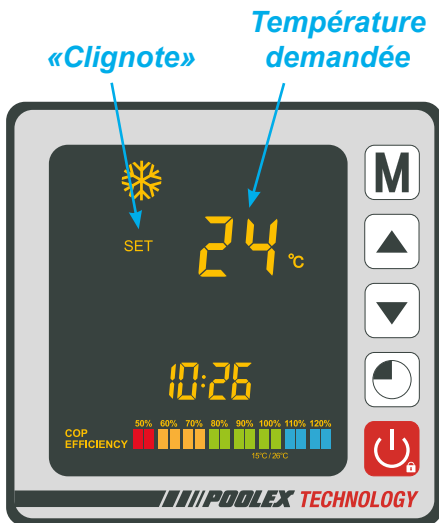 Température
«Clignote» demandée
M
SET 24 °C
10:26
50% 60% 70% 80% 90% 100% 110% 120%
COP
EFFICIENCY
15°C / 26°C
POOLEX TECHNOLOGY